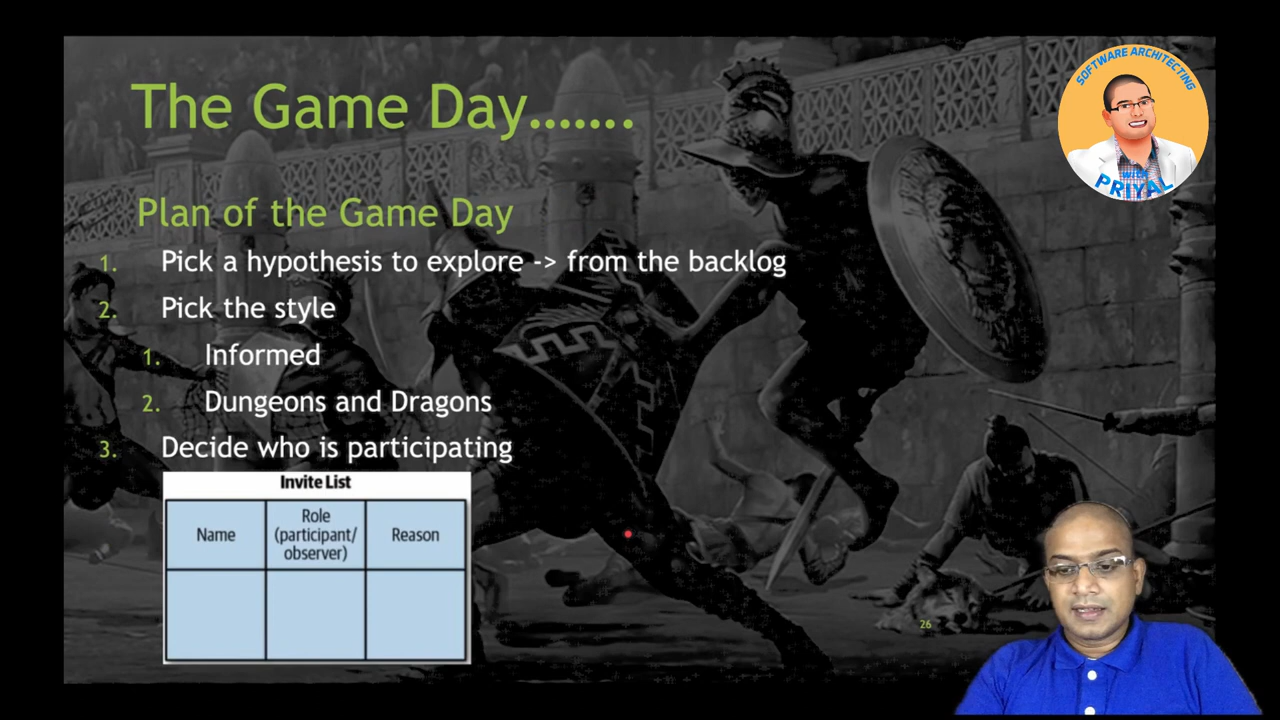 The Game Day.......
SOFTWARE ARCHITECTING
WITH
PRIYAL
Plan of the Game Day
1. Pick a hypothesis to explore -> from the backlog
2. Pick the style
1. Informed
2. Dungeons and Dragons
3. Decide who is participating
Invite List
Name
Role
(participant/
observer)
Reason
26